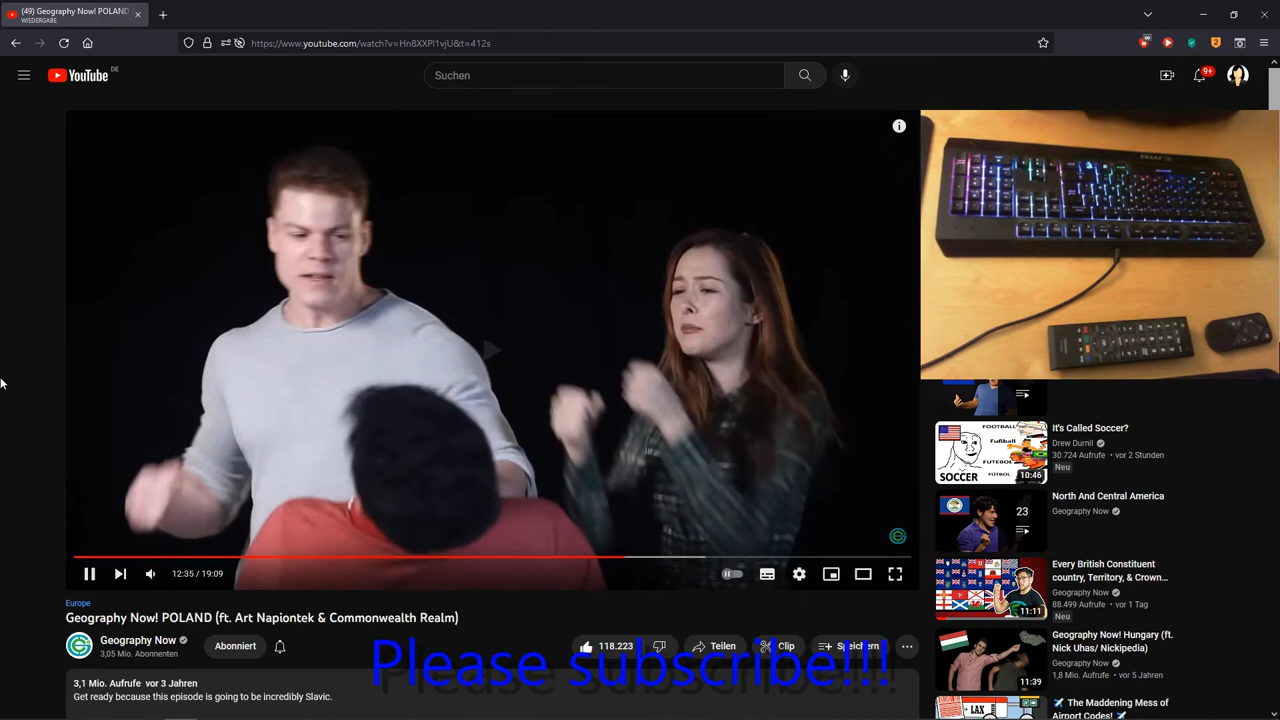 (49) Geography Now! POLAND
WIEDERGABE
https://www.youtube.com/watch?v=Hn8XXPl1vjU&t=412s
YouTube DE
Suchen
9+
FOOTBALL
Fußball
FUTEBOL
FÚTBOL
SOCCER
10:46
It's Called Soccer?
Drew Durnil
30.724 Aufrufe • vor 2 Stunden
Neu
23
North And Central America
Geography Now
11:11
Every British Constituent
country, Territory, & Crown...
Geography Now
88.499 Aufrufe • vor 1 Tag
Neu
11:39
Geography Now! Hungary (ft.
Nick Uhas/ Nickipedia)
Geography Now
1,8 Mio. Aufrufe • vor 5 Jahren
LAX
The Maddening Mess of
Airport Codes!
12:35 / 19:09
Europe
Geography Now! POLAND (ft. Art Napiontek & Commonwealth Realm)
Geography Now
3,05 Mio. Abonnenten
Abonniert
118.223
Teilen
Clip
Speichern
Please subscribe!!!
3,1 Mio. Aufrufe vor 3 Jahren
Get ready because this episode is going to be incredibly Slavic.